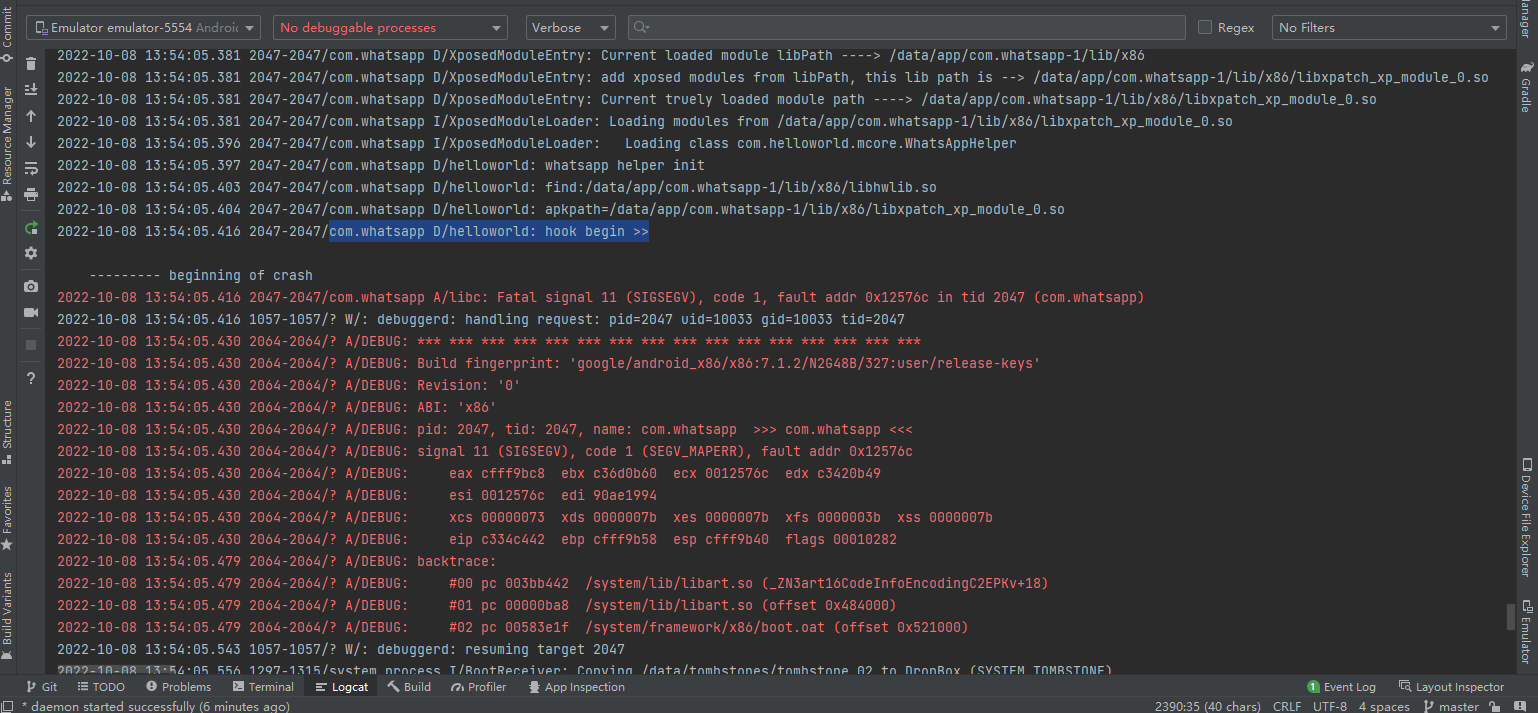 Emulator emulator-5554 Android
No debuggable processes
Verbose
Regex
No Filters
2022-10-08 13:54:05.381 2047-2047/com.whatsapp D/XposedModuleEntry: Current loaded module libPath ----> /data/app/com.whatsapp-1/lib/x86
2022-10-08 13:54:05.381 2047-2047/com.whatsapp D/XposedModuleEntry: add xposed modules from libPath, this lib path is --> /data/app/com.whatsapp-1/lib/x86/libxpatch_xp_module_0.so
2022-10-08 13:54:05.381 2047-2047/com.whatsapp D/XposedModuleEntry: Current truely loaded module path ----> /data/app/com.whatsapp-1/lib/x86/libxpatch_xp_module_0.so
2022-10-08 13:54:05.381 2047-2047/com.whatsapp I/XposedModuleLoader: Loading modules from /data/app/com.whatsapp-1/lib/x86/libxpatch_xp_module_0.so
2022-10-08 13:54:05.396 2047-2047/com.whatsapp I/XposedModuleLoader:   Loading class com.helloworld.mcore.WhatsAppHelper
2022-10-08 13:54:05.397 2047-2047/com.whatsapp D/helloworld: whatsapp helper init
2022-10-08 13:54:05.403 2047-2047/com.whatsapp D/helloworld: find:/data/app/com.whatsapp-1/lib/x86/libhwlib.so
2022-10-08 13:54:05.404 2047-2047/com.whatsapp D/helloworld: apkpath=/data/app/com.whatsapp-1/lib/x86/libxpatch_xp_module_0.so
2022-10-08 13:54:05.416 2047-2047/com.whatsapp D/helloworld: hook begin >>
--------- beginning of crash
2022-10-08 13:54:05.416 2047-2047/com.whatsapp A/libc: Fatal signal 11 (SIGSEGV), code 1, fault addr 0x12576c in tid 2047 (com.whatsapp)
2022-10-08 13:54:05.416 1057-1057/? W/: debuggerd: handling request: pid=2047 uid=10033 gid=10033 tid=2047
2022-10-08 13:54:05.430 2064-2064/? A/DEBUG: *** *** *** *** *** *** *** *** *** *** *** *** *** *** *** ***
2022-10-08 13:54:05.430 2064-2064/? A/DEBUG: Build fingerprint: 'google/android_x86/x86:7.1.2/N2G48B/327:user/release-keys'
2022-10-08 13:54:05.430 2064-2064/? A/DEBUG: Revision: '0'
2022-10-08 13:54:05.430 2064-2064/? A/DEBUG: ABI: 'x86'
2022-10-08 13:54:05.430 2064-2064/? A/DEBUG: pid: 2047, tid: 2047, name: com.whatsapp  >>> com.whatsapp <<<
2022-10-08 13:54:05.430 2064-2064/? A/DEBUG: signal 11 (SIGSEGV), code 1 (SEGV_MAPERR), fault addr 0x12576c
2022-10-08 13:54:05.430 2064-2064/? A/DEBUG:     eax cfff9bc8  ebx c36d0b60  ecx 0012576c  edx c3420b49
2022-10-08 13:54:05.430 2064-2064/? A/DEBUG:     esi 0012576c  edi 90ae1994
2022-10-08 13:54:05.430 2064-2064/? A/DEBUG:     xcs 00000073  xds 0000007b  xes 0000007b  xfs 0000003b  xss 0000007b
2022-10-08 13:54:05.430 2064-2064/? A/DEBUG:     eip c334c442  ebp cfff9b58  esp cfff9b40  flags 00010282
2022-10-08 13:54:05.479 2064-2064/? A/DEBUG: backtrace:
2022-10-08 13:54:05.479 2064-2064/? A/DEBUG:     #00 pc 003bb442  /system/lib/libart.so (_ZN3art16CodeInfoEncodingC2EPKv+18)
2022-10-08 13:54:05.479 2064-2064/? A/DEBUG:     #01 pc 00000ba8  /system/lib/libart.so (offset 0x484000)
2022-10-08 13:54:05.479 2064-2064/? A/DEBUG:     #02 pc 00583e1f  /system/framework/x86/boot.oat (offset 0x521000)
2022-10-08 13:54:05.543 1057-1057/? W/: debuggerd: resuming target 2047
2022-10-08 13:54:05.556 1297-1315/system_process I/BootReceiver: Copying /data/tombstones/tombstone_02 to DropBox (SYSTEM_TOMBSTONE)
Commit
Resource Manager
Structure
Favorites
Build Variants
Gradle
Device File Explorer
Emulator
Git
TODO
Problems
Terminal
Logcat
Build
Profiler
App Inspection
1 Event Log
Layout Inspector
* daemon started successfully (6 minutes ago)
2390:35 (40 chars)
CRLF
UTF-8
4 spaces
master